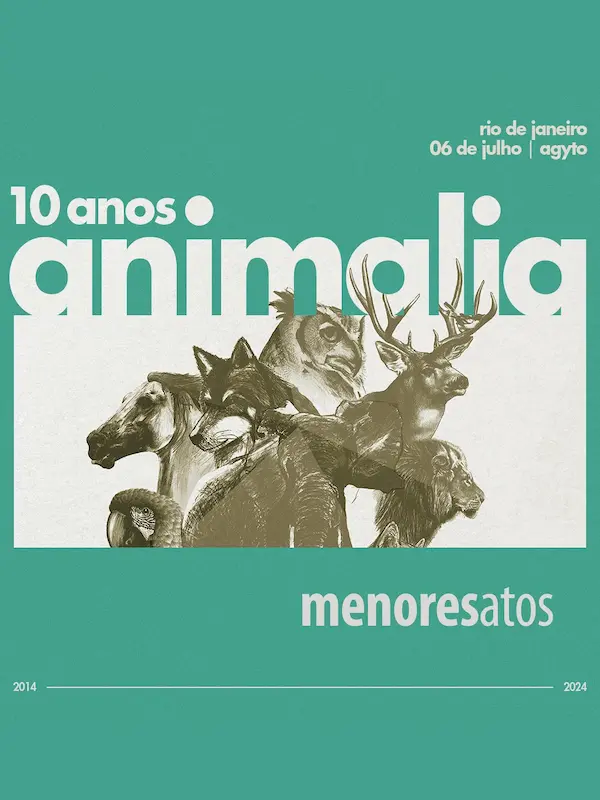 rio de janeiro
06 de julho | agyto
10 anos
animalia
menoresatos
2014
2024